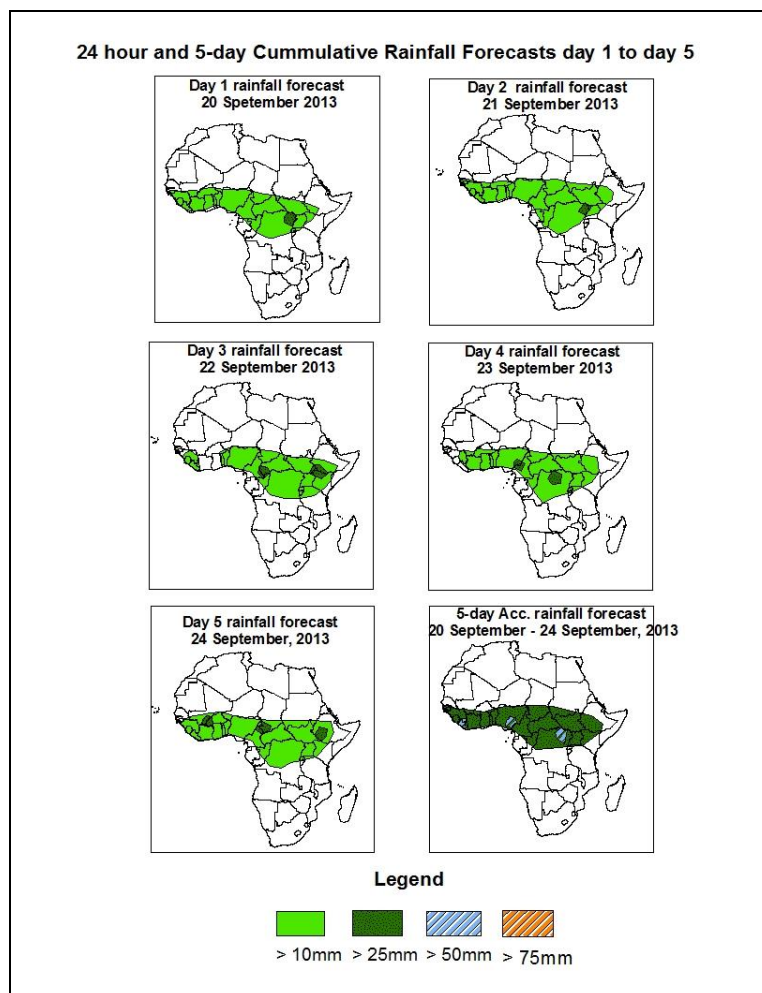 24 hour and 5-day Cummulative Rainfall Forecasts day 1 to day 5
Day 1 rainfall forecast
20 Spetember 2013
Day 2 rainfall forecast
21 September 2013
Day 3 rainfall forecast
22 September 2013
Day 4 rainfall forecast
23 September 2013
Day 5 rainfall forecast
24 September, 2013
5-day Acc. rainfall forecast
20 September - 24 September, 2013
Legend
> 10mm
> 25mm
> 50mm
> 75mm